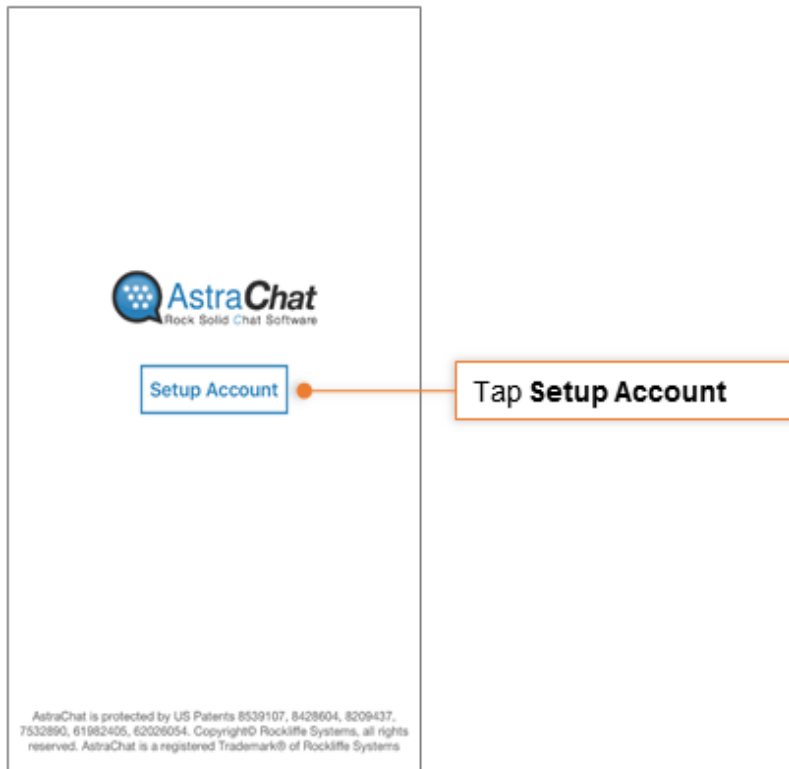 AstraChat
Rock Solid Chat Software
Setup Account
Tap Setup Account
AstraChat is protected by US Patents 8539107, 8428604, 8209437,
7532890, 61982405, 62026054. Copyright© Rockliffe Systems, all rights
reserved. AstraChat is a registered Trademark® of Rockliffe Systems